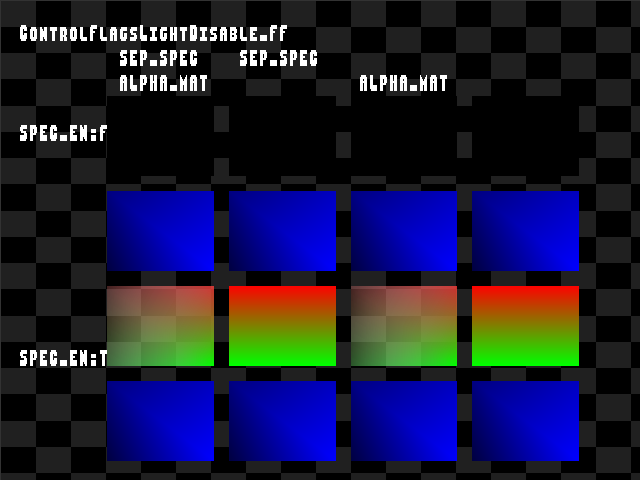 ControlFlagsLightDisable_FF
SEP_SPEC SEP_SPEC
ALPHA_MAT ALPHA_MAT
SPEC_EN:F
SPEC_EN:T